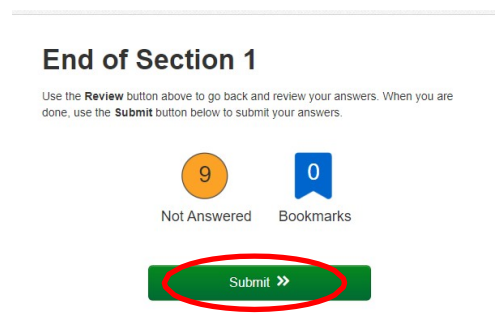 End of Section 1
Use the Review button above to go back and review your answers. When you are
done, use the Submit button below to submit your answers.
9
0
Not Answered
Bookmarks
Submit »